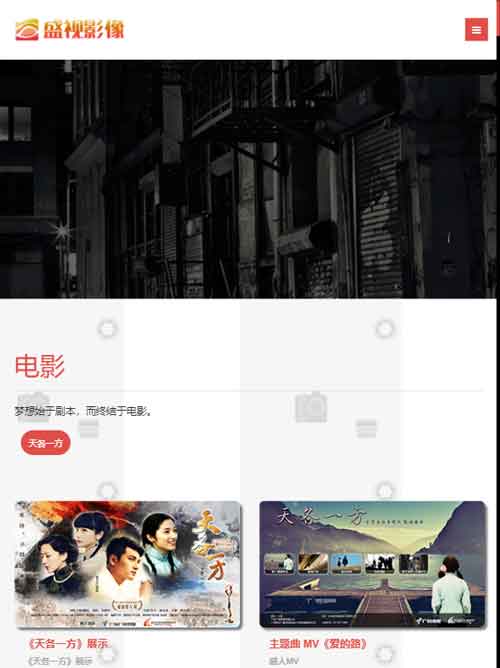 盛视影像
电影
梦想始于副本，而终结于电影。
天各一方
天各一方
天各一方
《天各一方》展示
主题曲 MV《爱的路》
《天各一方》展示
感人MV